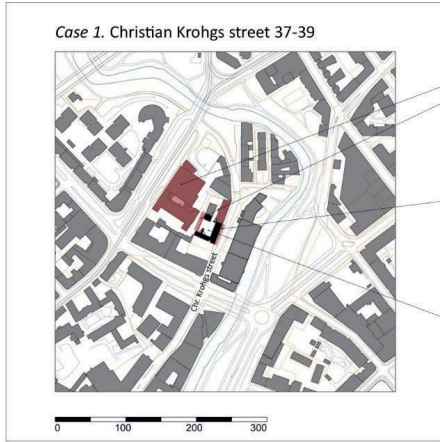 Case 1. Christian Krohgs street 37-39
Chr. Krohgs street
0 100 200 300